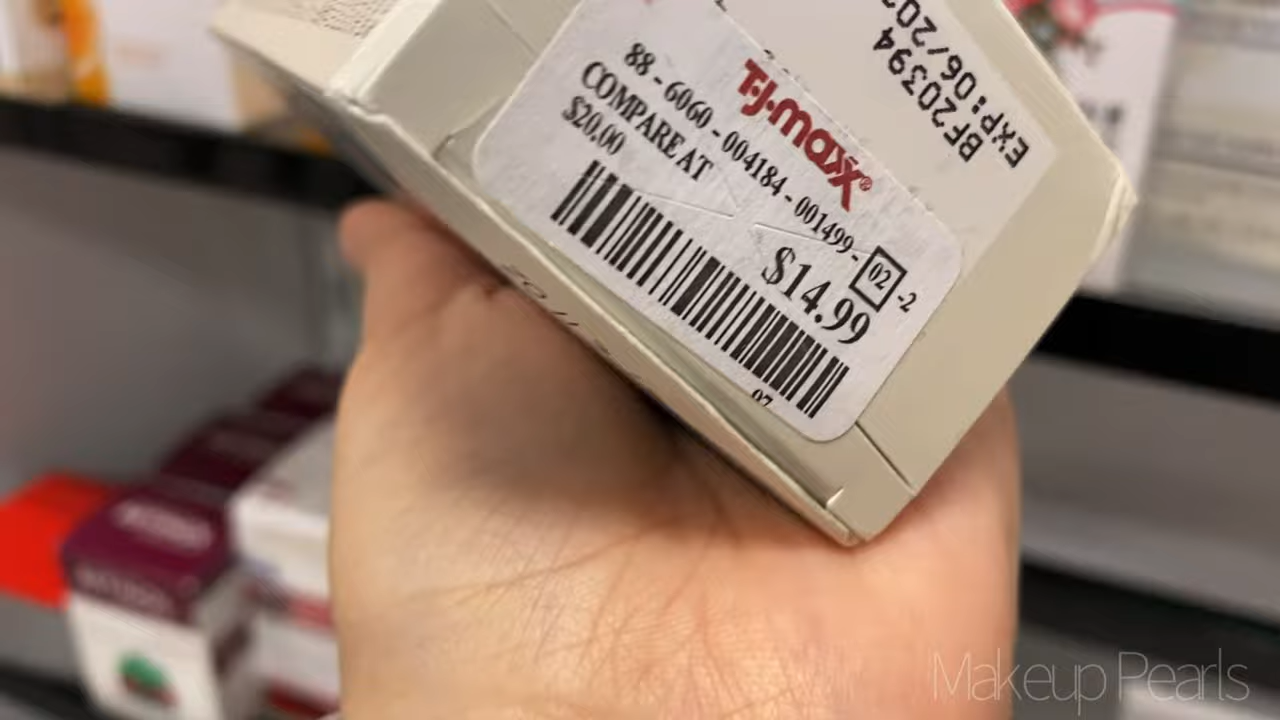 BF20394
EXP:06/20
T·J·maxx®
88-6060-004184-001499-02-2
COMPARE AT
$20.00
$14.99
07
Makeup Pearls